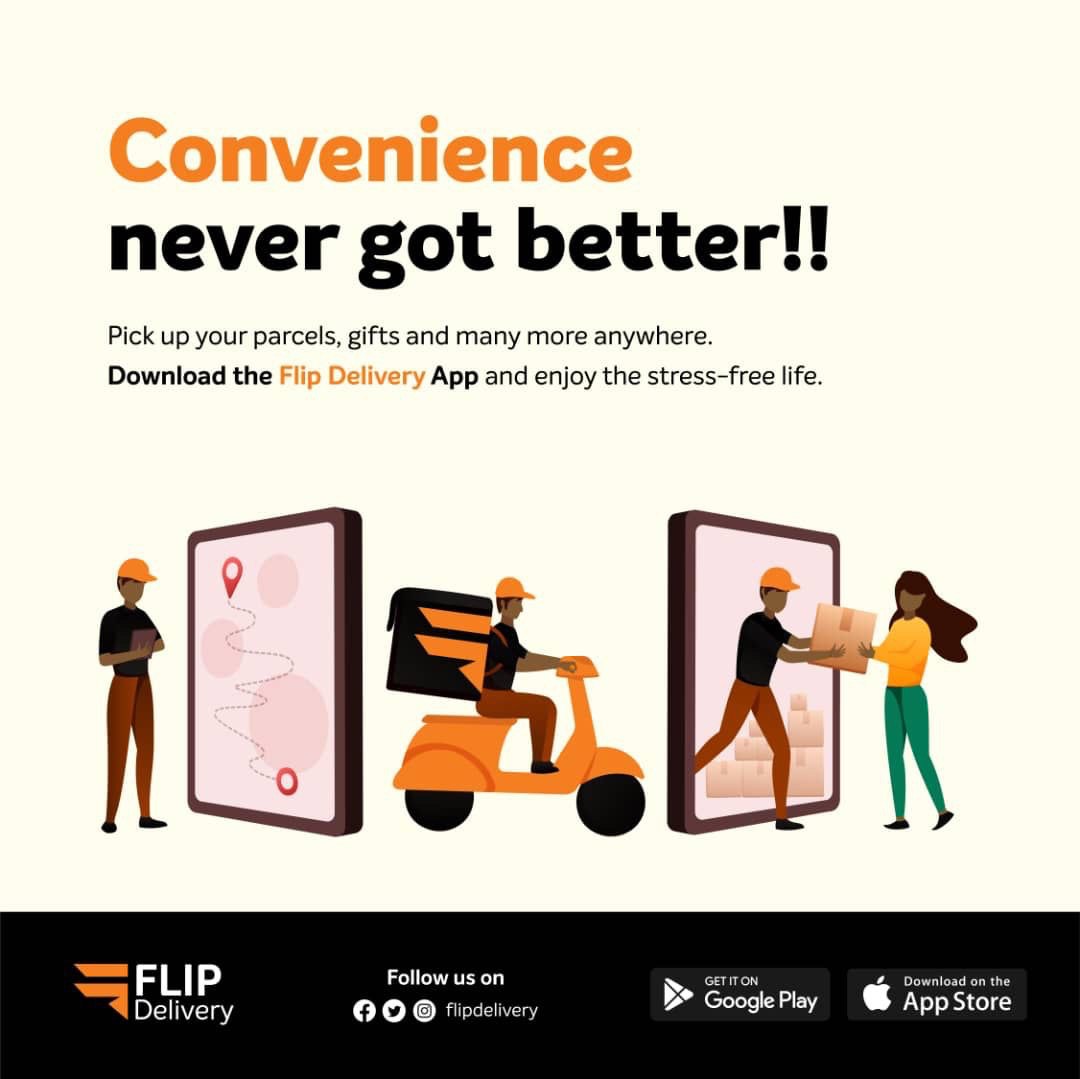 Convenience
never got better!!
Pick up your parcels, gifts and many more anywhere.
Download the Flip Delivery App and enjoy the stress-free life.
FLIP
Delivery
Follow us on
flipdelivery
GET IT ON
Google Play
Download on the
App Store